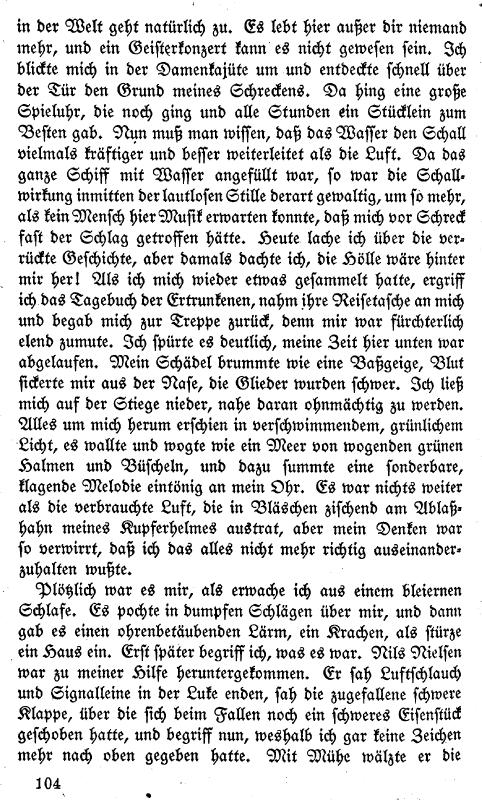 in der Welt geht natürlich zu. Es lebt hier außer dir niemand
mehr, und ein Geisterkonzert kann es nicht gewesen sein. Ich
blickte mich in der Damenkajüte um und entdeckte schnell über
der Tür den Grund meines Schreckens. Da hing eine große
Spieluhr, die noch ging und alle Stunden ein Stücklein zum
Besten gab. Nun muß man wissen, daß das Wasser den Schall
vielmals kräftiger und besser weiterleitet als die Luft. Da das
ganze Schiff mit Wasser angefüllt war, so war die Schall-
wirkung inmitten der lautlosen Stille derart gewaltig, um so mehr,
als kein Mensch hier Musik erwarten konnte, daß mich vor Schreck
fast der Schlag getroffen hätte. Heute lache ich über die ver-
rückte Geschichte, aber damals dachte ich, die Hölle wäre hinter
mir her! Als ich mich wieder etwas gesammelt hatte, ergriff
ich das Tagebuch der Ertrunkenen, nahm ihre Reisetasche an mich
und begab mich zur Treppe zurück, denn mir war fürchterlich
elend zumute. Ich spürte es deutlich, meine Zeit hier unten war
abgelaufen. Mein Schädel brummte wie eine Baßgeige, Blut
sickerte mir aus der Nase, die Glieder wurden schwer. Ich ließ
mich auf der Stiege nieder, nahe daran ohnmächtig zu werden.
Alles um mich herum erschien in verschwimmendem, grünlichem
Licht, es wallte und wogte wie ein Meer von wogenden grünen
Halmen und Büscheln, und dazu summte eine sonderbare,
klagende Melodie eintönig an mein Ohr. Es war nichts weiter
als die verbrauchte Luft, die in Bläschen zischend am Ablaß-
hahn meines Kupferhelmes austrat, aber mein Denken war
so verwirrt, daß ich das alles nicht mehr richtig auseinander-
zuhalten wußte.
Plötzlich war es mir, als erwache ich aus einem bleiernen
Schlafe. Es pochte in dumpfen Schlägen über mir, und dann
gab es einen ohrenbetäubenden Lärm, ein Krachen, als stürze
ein Haus ein. Erst später begriff ich, was es war. Nils Nielsen
war zu meiner Hilfe heruntergekommen. Er sah Luftschlauch
und Signalleine in der Luke enden, sah die zugefallene schwere
Klappe, über die sich beim Fallen noch ein schweres Eisenstück
geschoben hatte, und begriff nun, weshalb ich gar keine Zeichen
mehr nach oben gegeben hatte. Mit Mühe wälzte er die
104